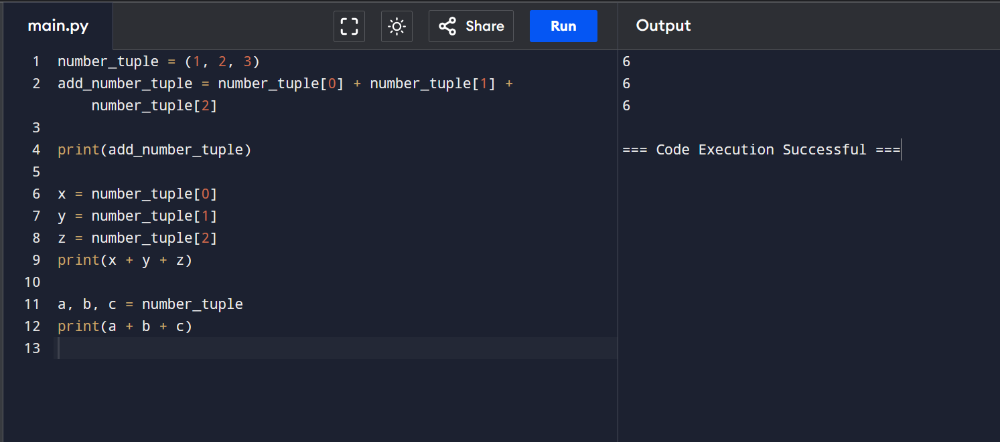 main.py
Share
Run
Output
1 number_tuple = (1, 2, 3)
2 add_number_tuple = number_tuple[0] + number_tuple[1] +
number_tuple[2]
3
4 print(add_number_tuple)
5
6 x = number_tuple[0]
7 y = number_tuple[1]
8 z = number_tuple[2]
9 print(x + y + z)
10
11 a, b, c = number_tuple
12 print(a + b + c)
13
6
6
6
=== Code Execution Successful ===